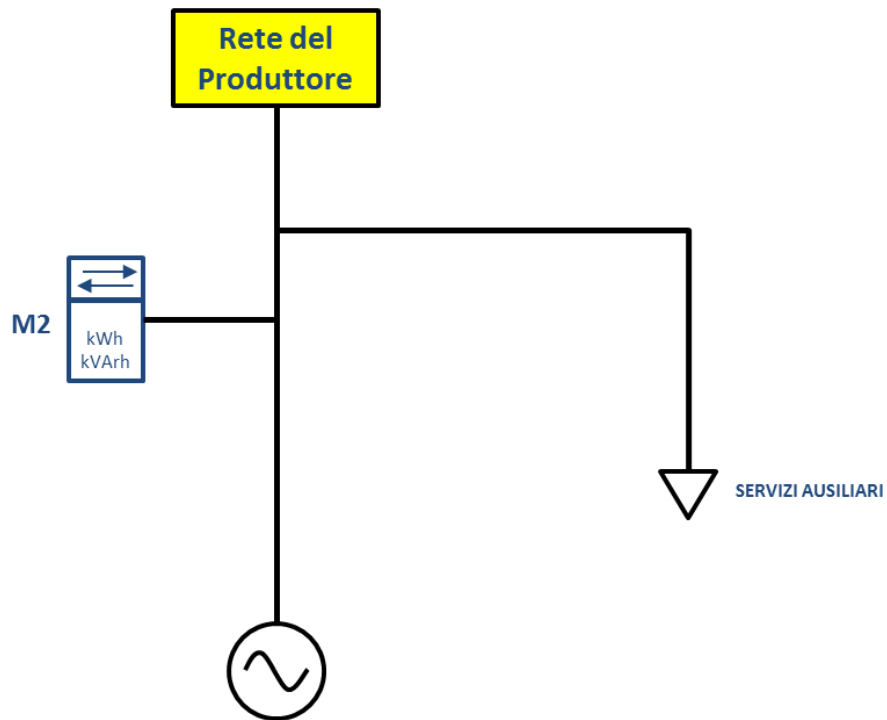 Rete del
Produttore
M2
kWh
kVArh
SERVIZI AUSILIARI